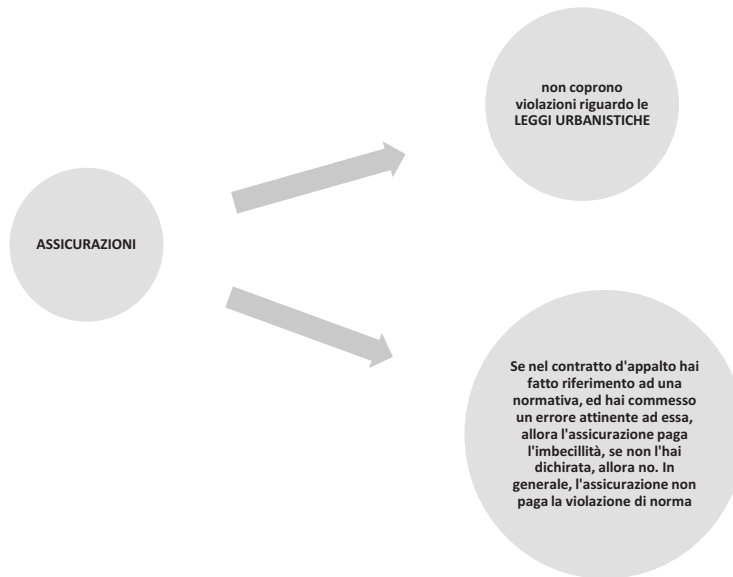 ASSICURAZIONI
non coprono
violazioni riguardo le
LEGGI URBANISTICHE
Se nel contratto d'appalto hai
fatto riferimento ad una
normativa, ed hai commesso
un errore attinente ad essa,
allora l'assicurazione paga
l'imbecillità, se non l'hai
dichirata, allora no. In
generale, l'assicurazione non
paga la violazione di norma